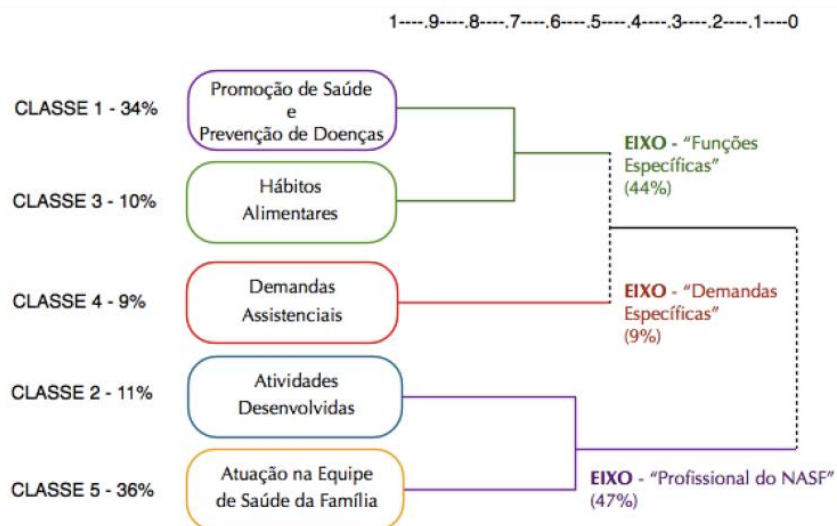 1----.9----.8----.7----.6----.5----.4----.3----.2----.1----0
CLASSE 1 - 34%
Promoção de Saúde
e
Prevenção de Doenças
EIXO - “Funções
Específicas”
(44%)
CLASSE 3 - 10%
Hábitos
Alimentares
CLASSE 4 - 9%
Demandas
Assistenciais
EIXO - “Demandas
Específicas”
(9%)
CLASSE 2 - 11%
Atividades
Desenvolvidas
CLASSE 5 - 36%
Atuação na Equipe
de Saúde da Família
EIXO - “Profissional do NASF”
(47%)